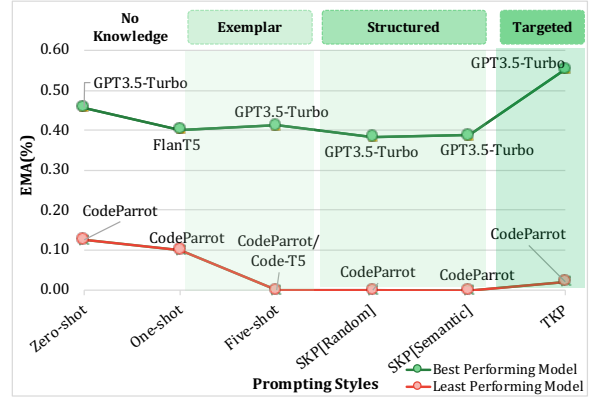 No
Knowledge
Exemplar
Structured
Targeted
0.60
0.50
0.40
0.30
0.20
0.10
0.00
EMA(%)
GPT3.5-Turbo
FlanT5
GPT3.5-Turbo
GPT3.5-Turbo
GPT3.5-Turbo
GPT3.5-Turbo
CodeParrot
CodeParrot
CodeParrot/
Code-T5
CodeParrot
CodeParrot
CodeParrot
Zero-shot
One-shot
Five-shot
SKP[Random]
SKP[Semantic]
TKP
Prompting Styles
Best Performing Model
Least Performing Model